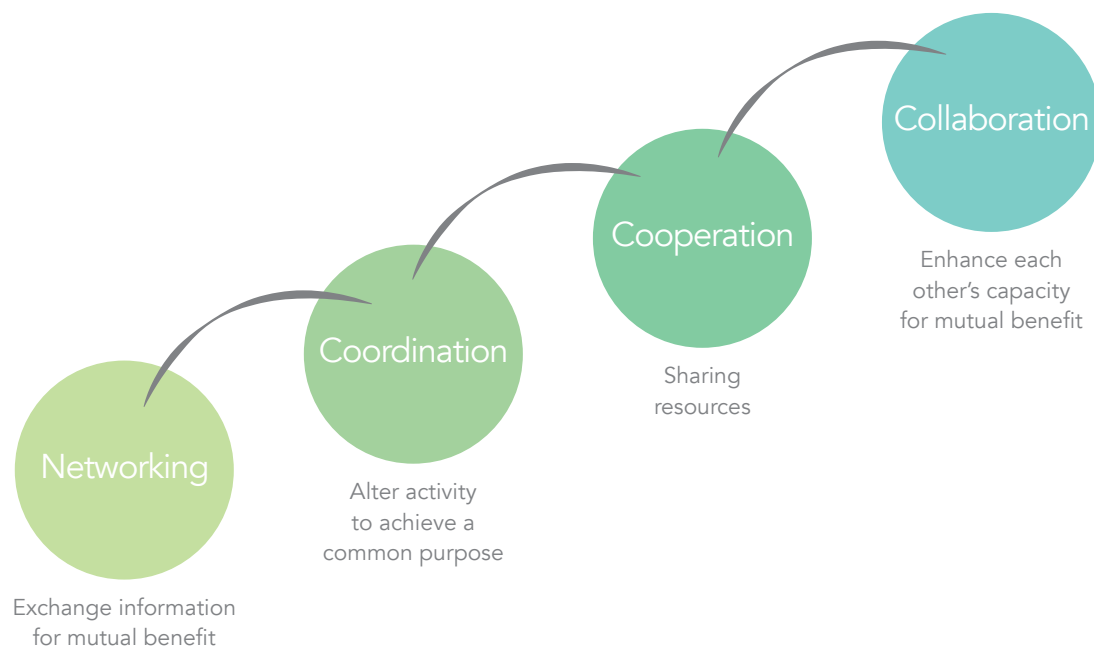 Networking
Exchange information
for mutual benefit
Coordination
Alter activity
to achieve a
common purpose
Cooperation
Sharing
resources
Collaboration
Enhance each
other’s capacity
for mutual benefit